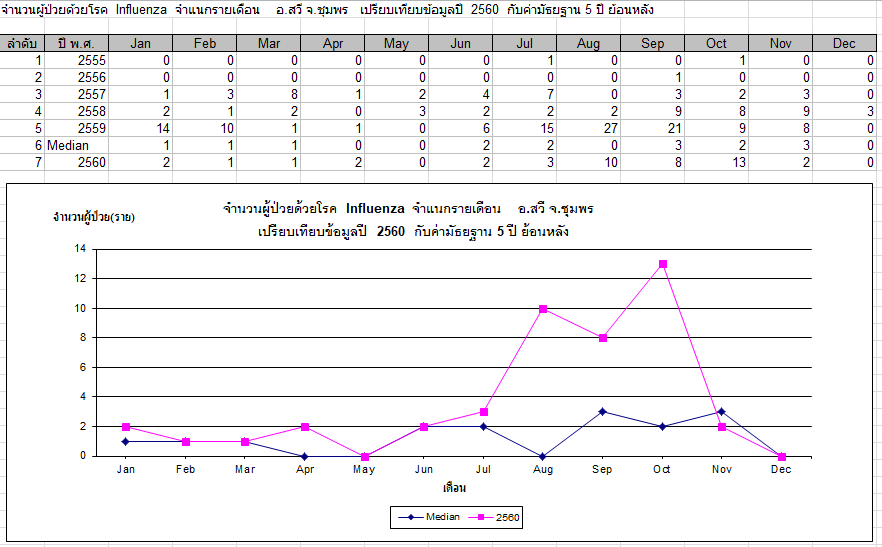 จำนวนผู้ป่วยด้วยโรค Influenza จำแนกรายเดือน อ.สวี จ.ชุมพร เปรียบเทียบข้อมูลปี 2560 กับค่ามัธยฐาน 5 ปี ย้อนหลัง
ลำดับ ปี พ.ศ. Jan Feb Mar Apr May Jun Jul Aug Sep Oct Nov Dec
1 2555 0 0 0 0 0 0 1 0 0 1 0 0
2 2556 0 0 0 0 0 0 0 0 1 0 0 0
3 2557 1 3 8 1 2 4 7 0 3 2 3 0
4 2558 2 1 2 0 3 2 2 2 9 8 9 3
5 2559 14 10 1 1 0 6 15 27 21 9 8 0
6 Median 1 1 1 0 0 2 2 0 3 2 3 0
7 2560 2 1 1 2 0 2 3 10 8 13 2 0
จำนวนผู้ป่วยด้วยโรค Influenza จำแนกรายเดือน อ.สวี จ.ชุมพร
จำนวนผู้ป่วย(ราย)
เปรียบเทียบข้อมูลปี 2560 กับค่ามัธยฐาน 5 ปี ย้อนหลัง
14
12
10
8
6
4
2
0
Jan Feb Mar Apr May Jun Jul Aug Sep Oct Nov Dec
เดือน
Median 2560